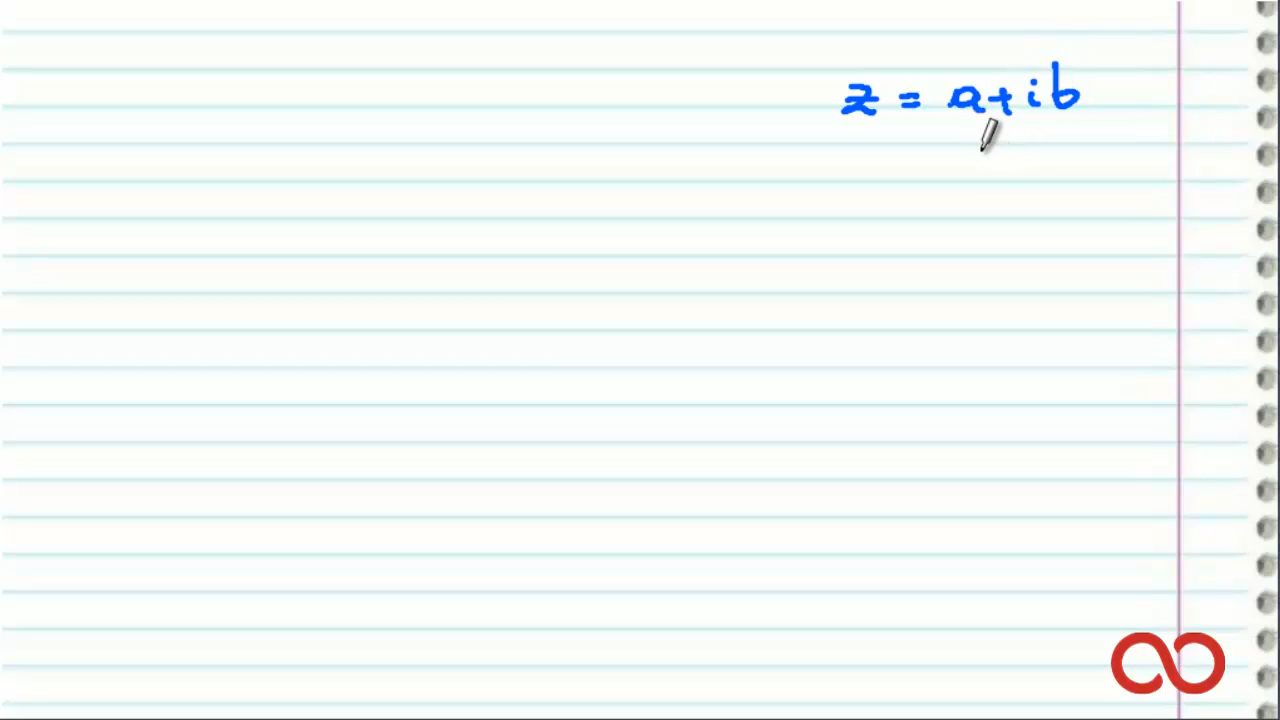 z = a+ib